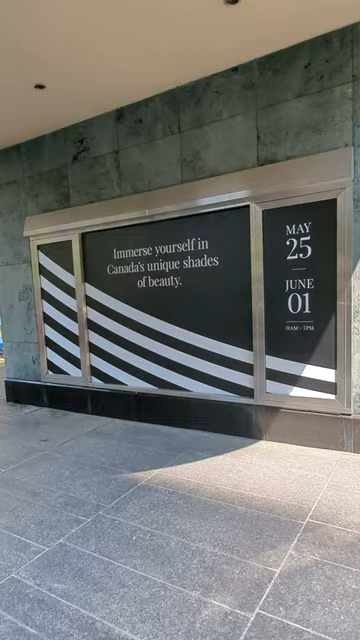 Immerse yourself in
Canada's unique shades
of beauty.
MAY
25
JUNE
01
11AM - 7PM